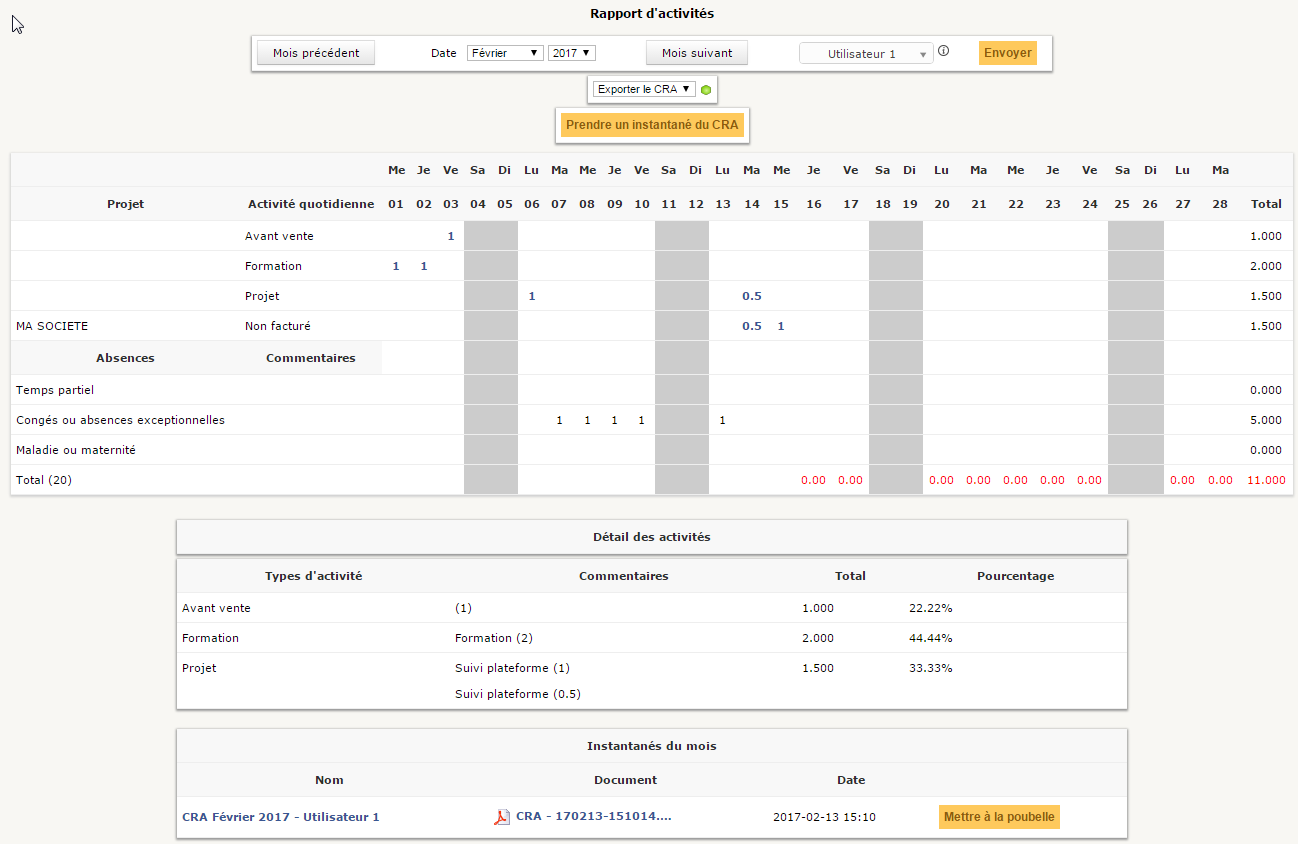 Rapport d'activités
Mois précédent Date Février 2017 Mois suivant Utilisateur 1 Envoyer
Exporter le CRA
Prendre un instantané du CRA
Me Je Ve Sa Di Lu Ma Me Je Ve Sa Di Lu Ma Me Je Ve Sa Di Lu Ma Me Je Ve Sa Di Lu Ma
Projet Activité quotidienne 01 02 03 04 05 06 07 08 09 10 11 12 13 14 15 16 17 18 19 20 21 22 23 24 25 26 27 28 Total
Avant vente 1 1.000
Formation 1 1 2.000
Projet 1 0.5 1.500
MA SOCIETE Non facturé 0.5 1 1.500
Absences Commentaires
Temps partiel 0.000
Congés ou absences exceptionnelles 1 1 1 1 1 5.000
Maladie ou maternité 0.000
Total (20) 0.00 0.00 0.00 0.00 0.00 0.00 0.00 0.00 0.00 11.000
Détail des activités
Types d'activité Commentaires Total Pourcentage
Avant vente (1) 1.000 22.22%
Formation Formation (2) 2.000 44.44%
Projet Suivi plateforme (1) 1.500 33.33%
Suivi plateforme (0.5)
Instantanés du mois
Nom Document Date
CRA Février 2017 - Utilisateur 1 CRA - 170213-151014.... 2017-02-13 15:10 Mettre à la poubelle